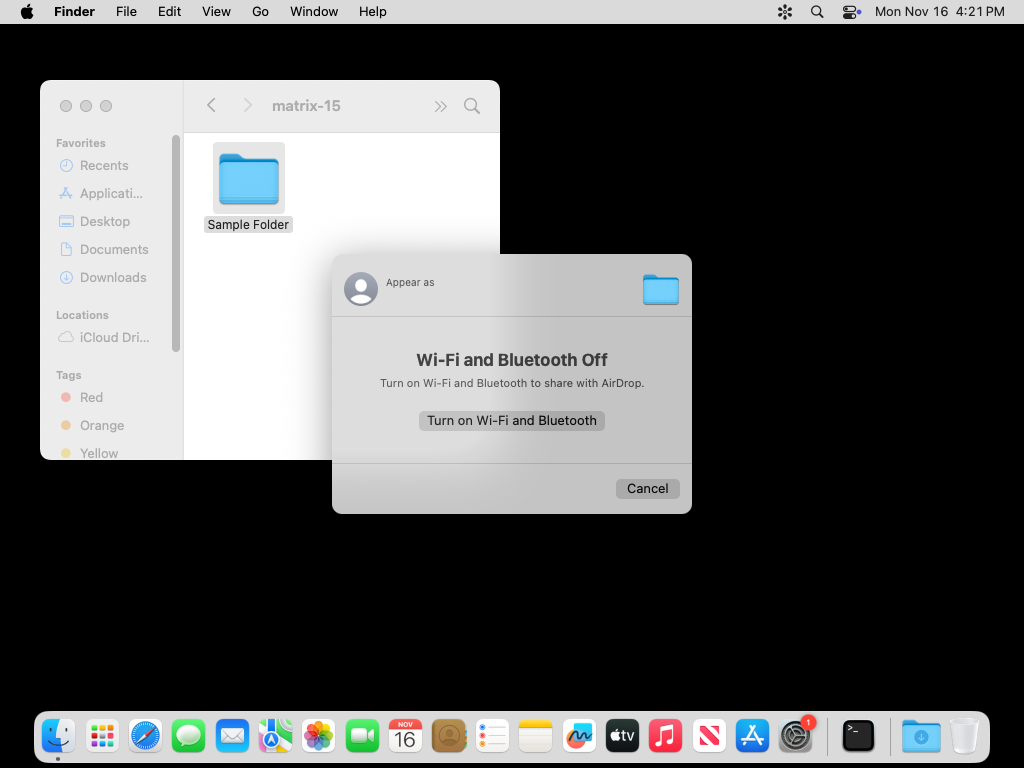 Finder File Edit View Go Window Help Mon Nov 16 4:21 PM
matrix-15
Favorites
Recents
Applicati...
Desktop
Documents
Downloads
Locations
iCloud Dri...
Tags
Red
Orange
Yellow
Sample Folder
Appear as
Wi-Fi and Bluetooth Off
Turn on Wi-Fi and Bluetooth to share with AirDrop.
Turn on Wi-Fi and Bluetooth
Cancel
NOV
16
tv
1
>_